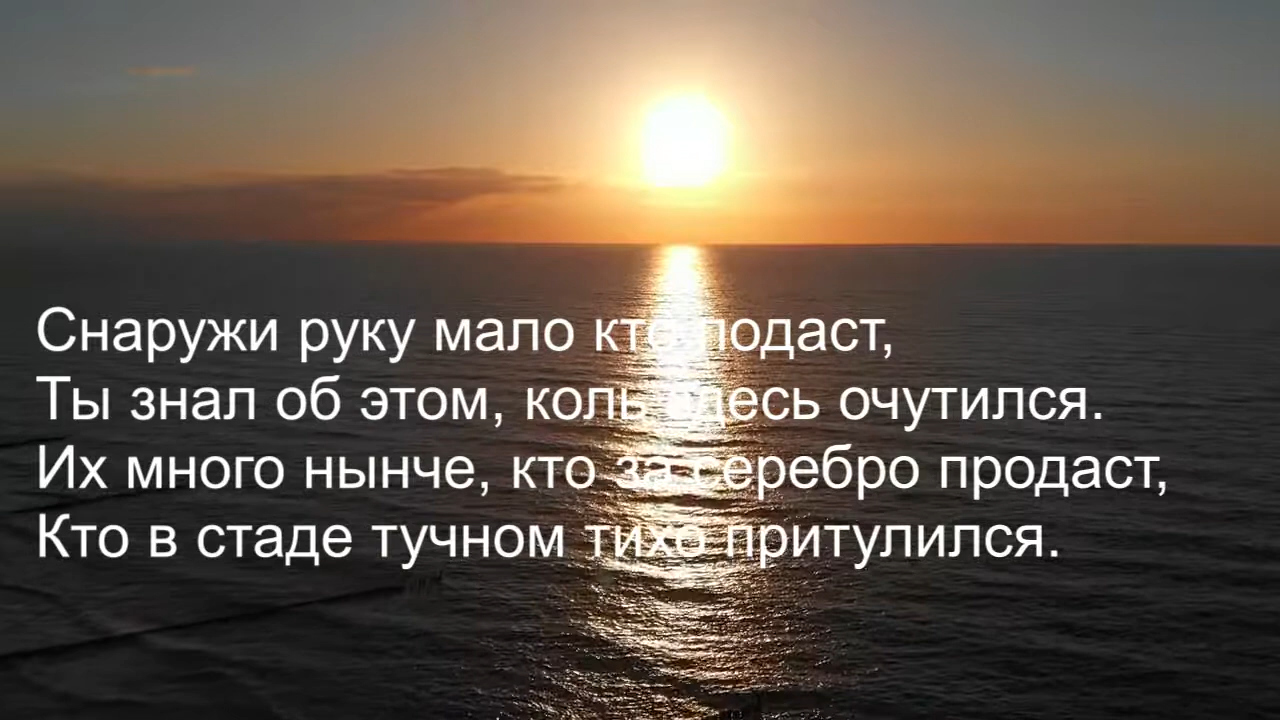 Снаружи руку мало кто подаст,
Ты знал об этом, коль здесь очутился.
Их много нынче, кто за серебро продаст,
Кто в стаде тучном тихо притулился.